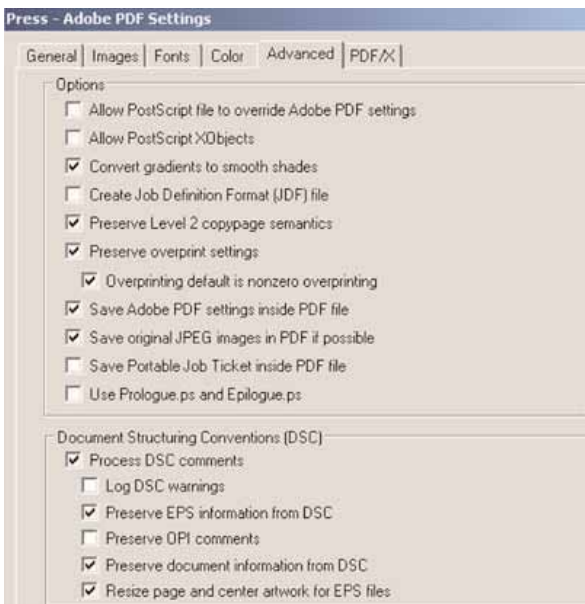 Press - Adobe PDF Settings
General Images Fonts Color Advanced PDF/X
Options
Allow PostScript file to override Adobe PDF settings
Allow PostScript XObjects
Convert gradients to smooth shades
Create Job Definition Format (JDF) file
Preserve Level 2 copypage semantics
Preserve overprint settings
Overprinting default is nonzero overprinting
Save Adobe PDF settings inside PDF file
Save original JPEG images in PDF if possible
Save Portable Job Ticket inside PDF file
Use Prologue.ps and Epilogue.ps
Document Structuring Conventions (DSC)
Process DSC comments
Log DSC warnings
Preserve EPS information from DSC
Preserve OPI comments
Preserve document information from DSC
Resize page and center artwork for EPS files